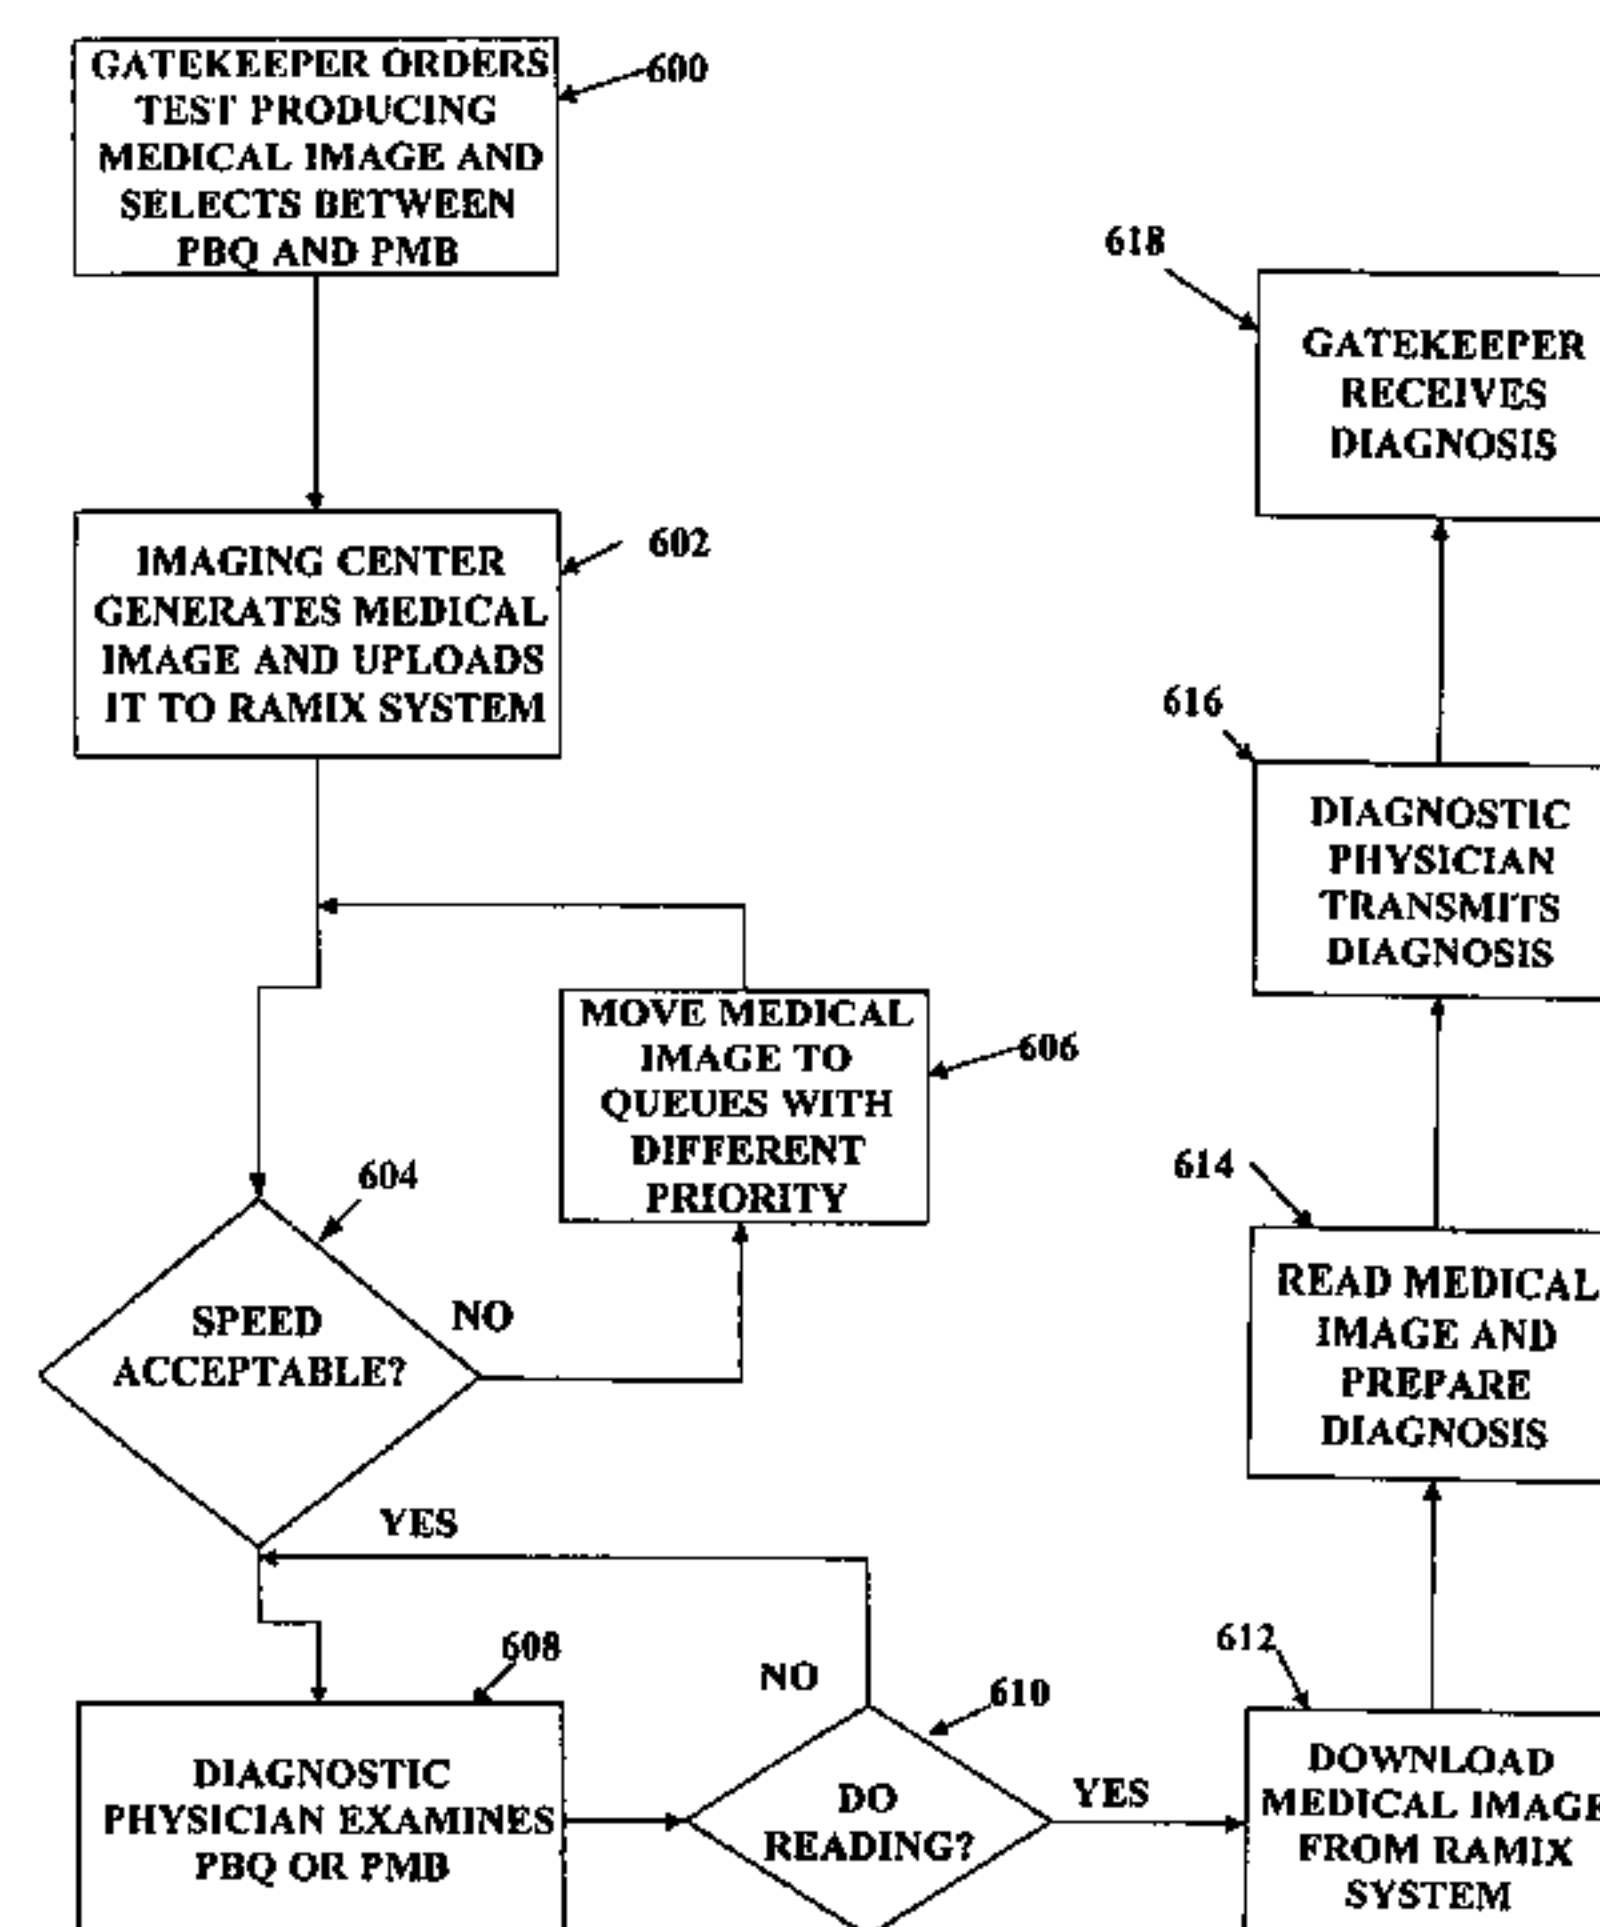 GATEKEEPER ORDERS
TEST PRODUCING
MEDICAL IMAGE AND
SELECTS BETWEEN
PBQ AND PMB
600
IMAGING CENTER
GENERATES MEDICAL
IMAGE AND UPLOADS
IT TO RAMIX SYSTEM
602
MOVE MEDICAL
IMAGE TO
QUEUES WITH
DIFFERENT
PRIORITY
606
604
SPEED
ACCEPTABLE?
NO
YES
608
DIAGNOSTIC
PHYSICIAN EXAMINES
PBQ OR PMB
NO
610
DO
READING?
YES
612
DOWNLOAD
MEDICAL IMAGE
FROM RAMIX
SYSTEM
614
READ MEDICAL
IMAGE AND
PREPARE
DIAGNOSIS
616
DIAGNOSTIC
PHYSICIAN
TRANSMITS
DIAGNOSIS
618
GATEKEEPER
RECEIVES
DIAGNOSIS